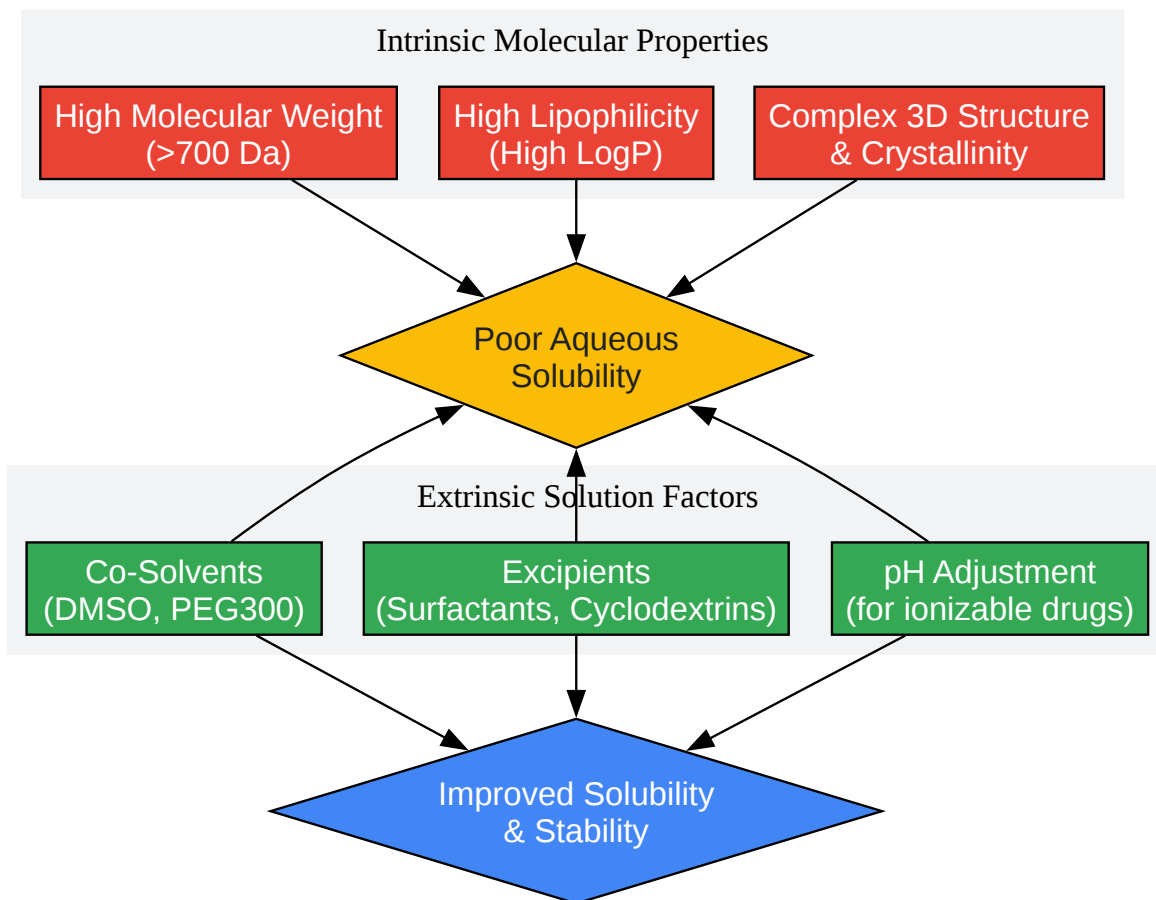 Intrinsic Molecular Properties
High Molecular Weight
(>700 Da)
High Lipophilicity
(High LogP)
Complex 3D Structure
& Crystallinity
Poor Aqueous
Solubility
Extrinsic Solution Factors
Co-Solvents
(DMSO, PEG300)
Excipients
(Surfactants, Cyclodextrins)
pH Adjustment
(for ionizable drugs)
Improved Solubility
& Stability